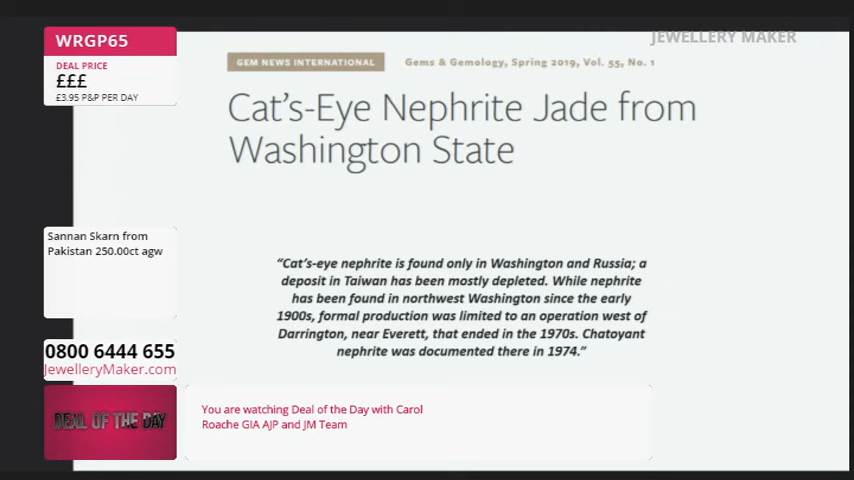 WRGP65
DEAL PRICE
£££
£3.95 P&P PER DAY
JEWELLERY MAKER
GEM NEWS INTERNATIONAL
Gems & Gemology, Spring 2019, Vol. 55, No. 1
Cat's-Eye Nephrite Jade from
Washington State
Sannan Skarn from
Pakistan 250.00ct agw
"Cat's-eye nephrite is found only in Washington and Russia; a
deposit in Taiwan has been mostly depleted. While nephrite
has been found in northwest Washington since the early
1900s, formal production was limited to an operation west of
Darrington, near Everett, that ended in the 1970s. Chatoyant
nephrite was documented there in 1974."
0800 6444 655
JewelleryMaker.com
DEAL OF THE DAY
You are watching Deal of the Day with Carol
Roache GIA AJP and JM Team